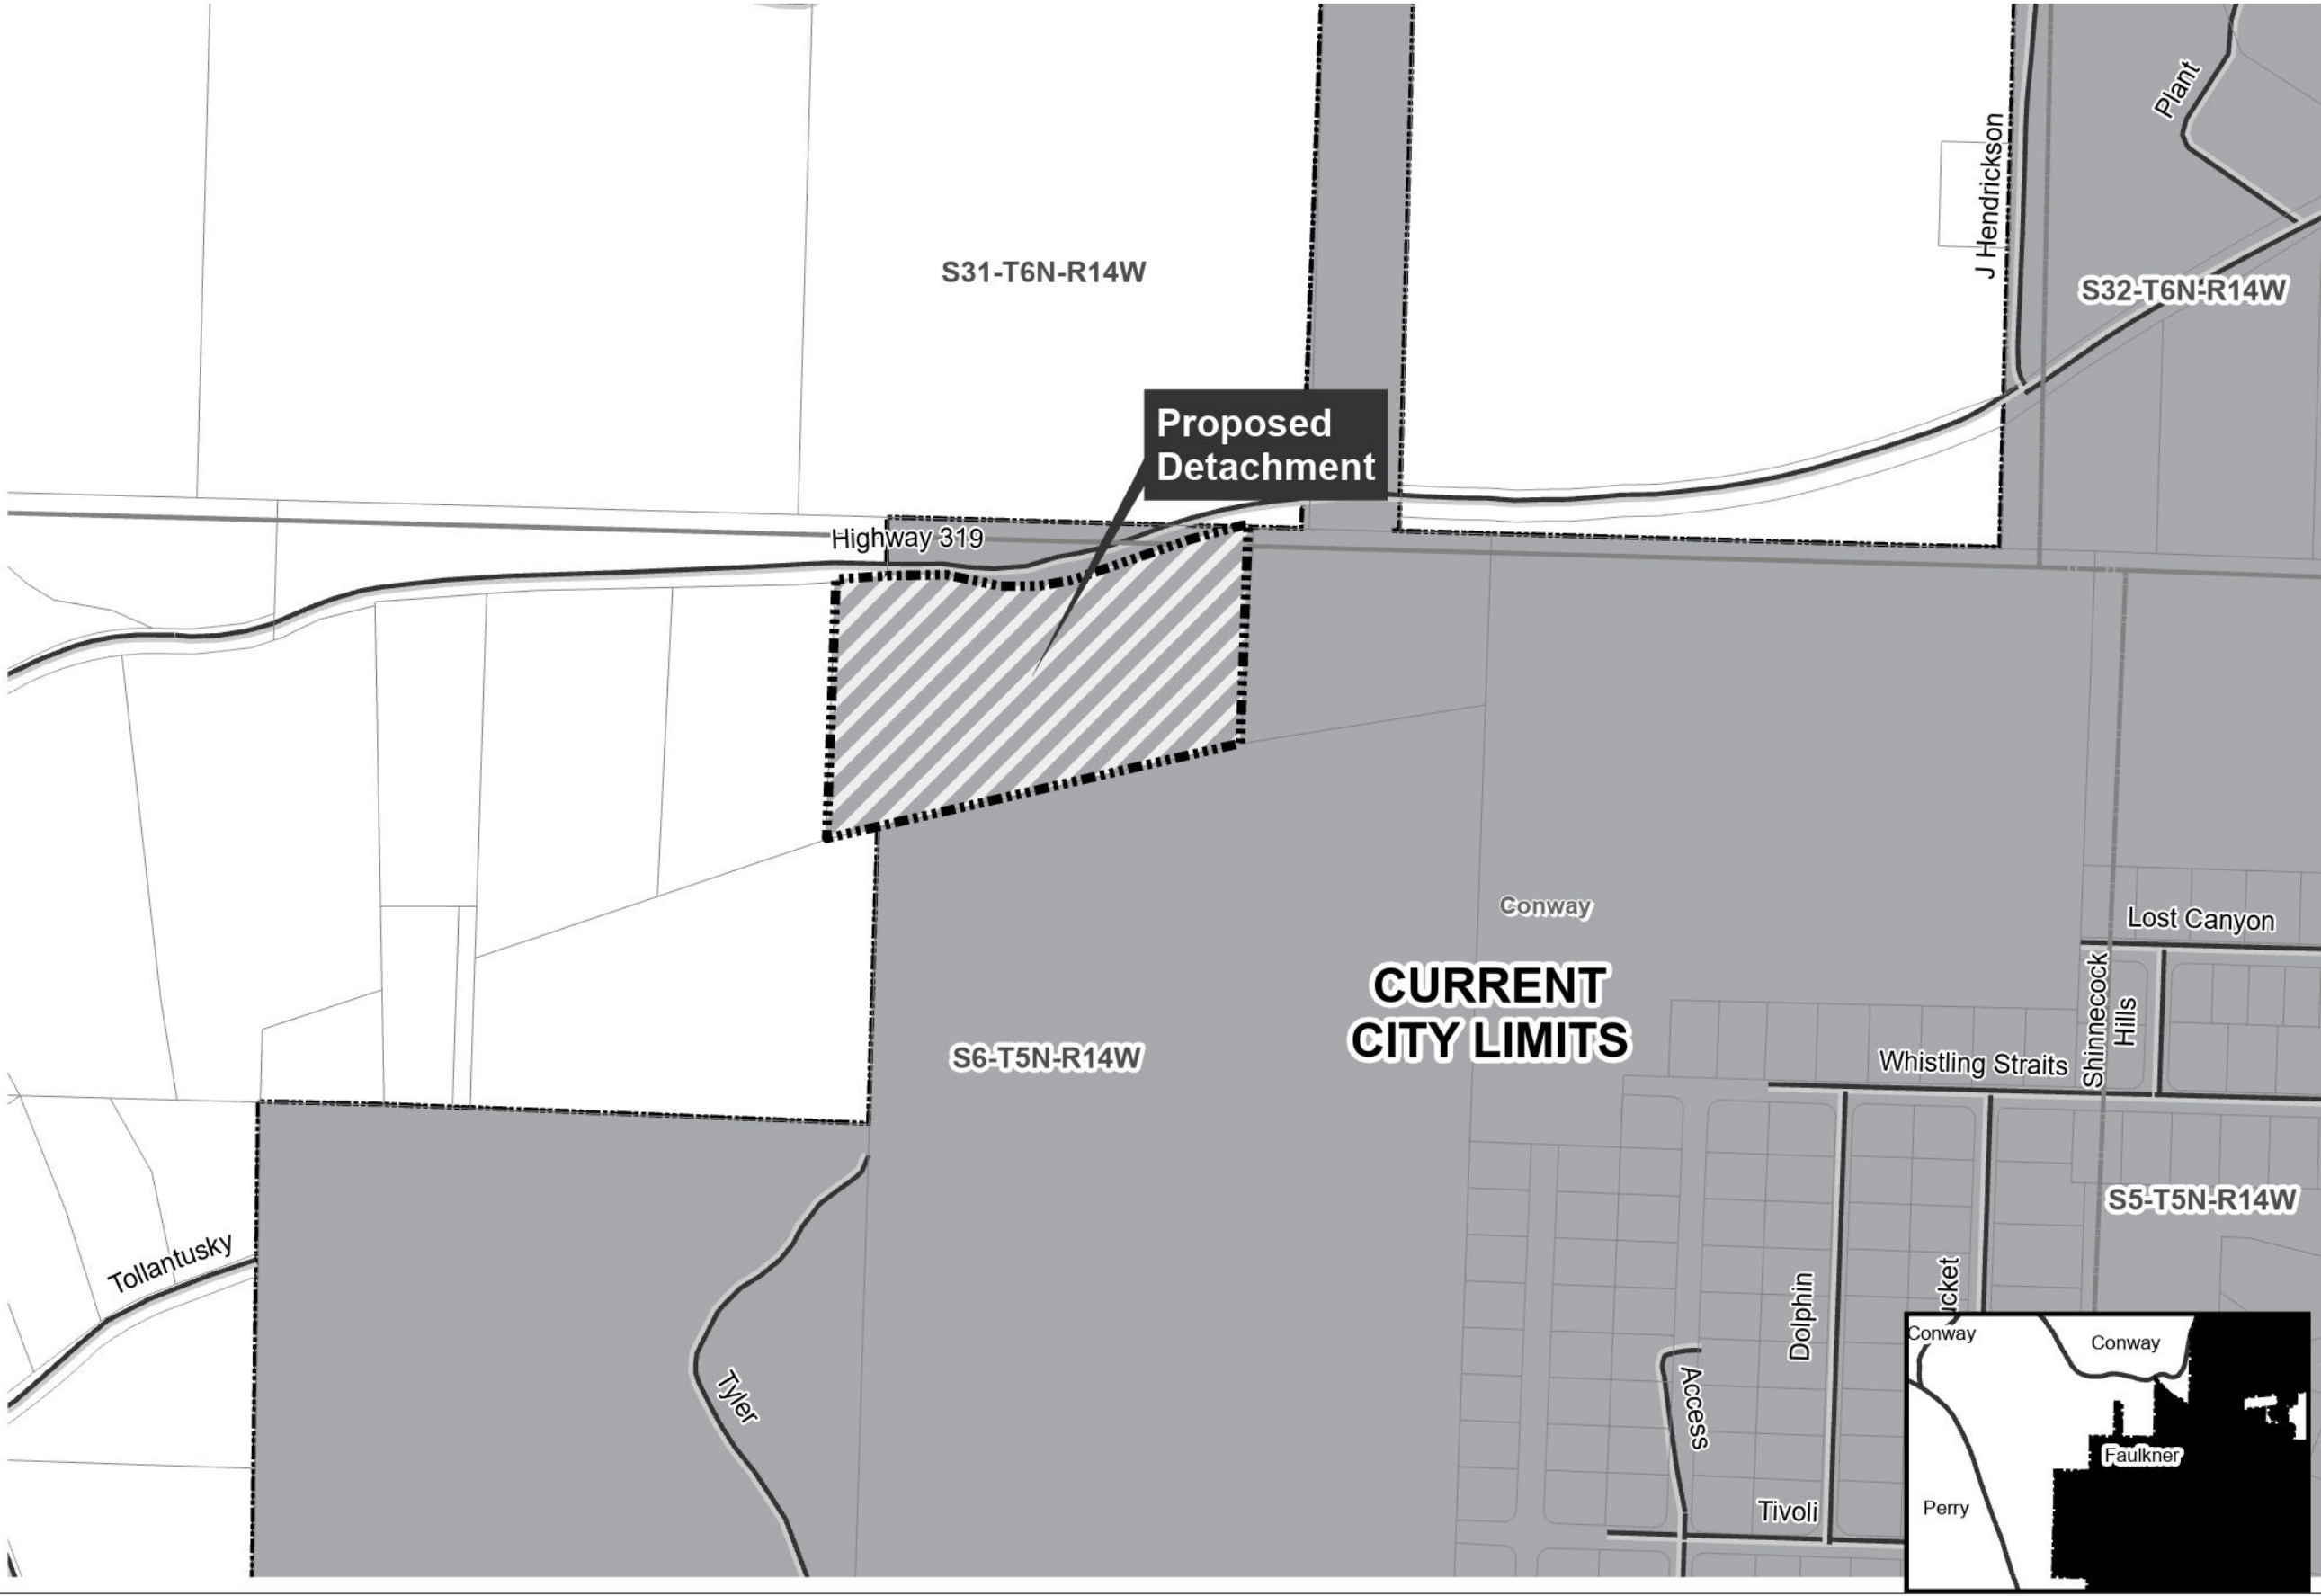 Plant
J Hendrickson
S31-T6N-R14W
S32-T6N-R14W
Proposed
Detachment
Highway 319
Conway
Lost Canyon
CURRENT
CITY LIMITS
Shinnecock
Hills
S6-T5N-R14W
Whistling Straits
S5-T5N-R14W
Tollantusky
Dolphin
ucket
Tyler
Access
Tivoli
Conway
Conway
Faulkner
Perry